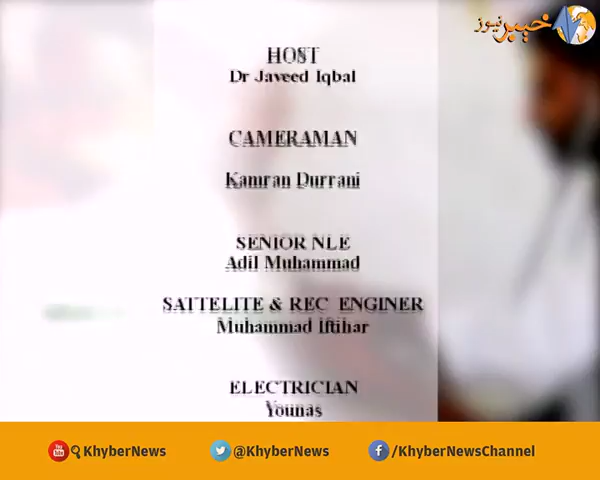 خیبر نیوز
HOST
Dr Javeed Iqbal
CAMERAMAN
Kamran Durrani
SENIOR NLE
Adil Muhammad
SATTELITE & REC ENGINER
Muhammad Iftihar
ELECTRICIAN
Younas
KhyberNews
@KhyberNews
/KhyberNewsChannel